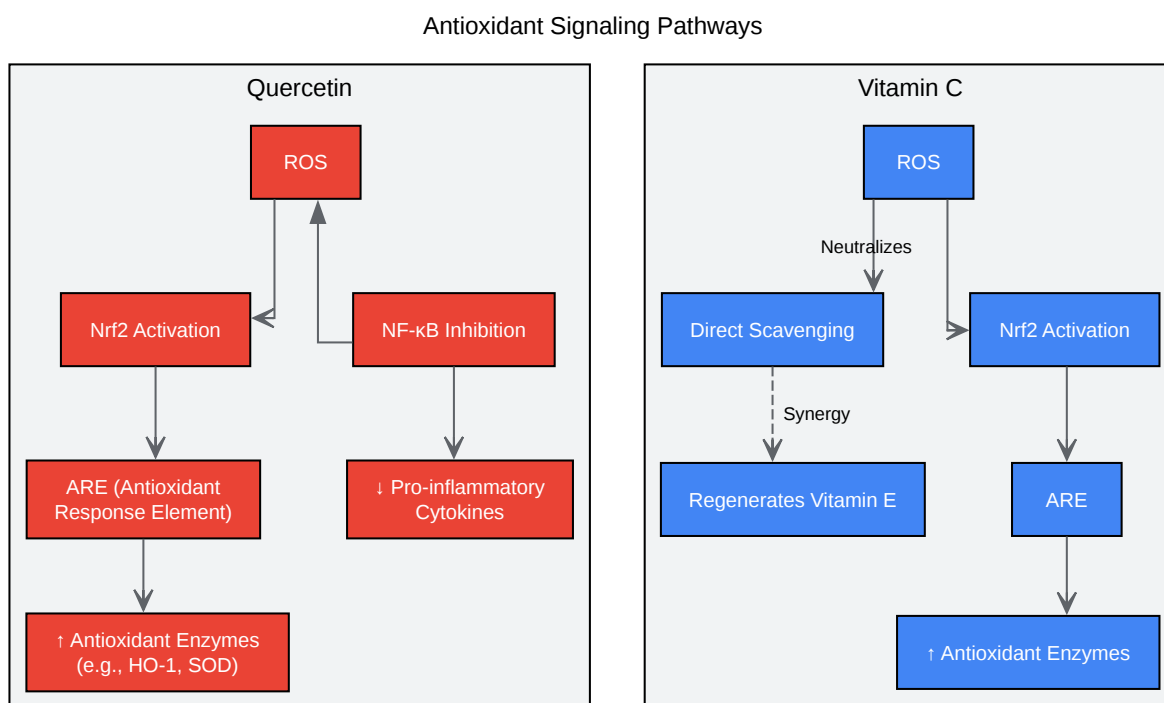 Antioxidant Signaling Pathways
Quercetin
ROS
Nrf2 Activation
NF-κB Inhibition
ARE (Antioxidant
Response Element)
↓ Pro-inflammatory
Cytokines
↑ Antioxidant Enzymes
(e.g., HO-1, SOD)
Vitamin C
ROS
Neutralizes
Direct Scavenging
Nrf2 Activation
Synergy
Regenerates Vitamin E
ARE
↑ Antioxidant Enzymes